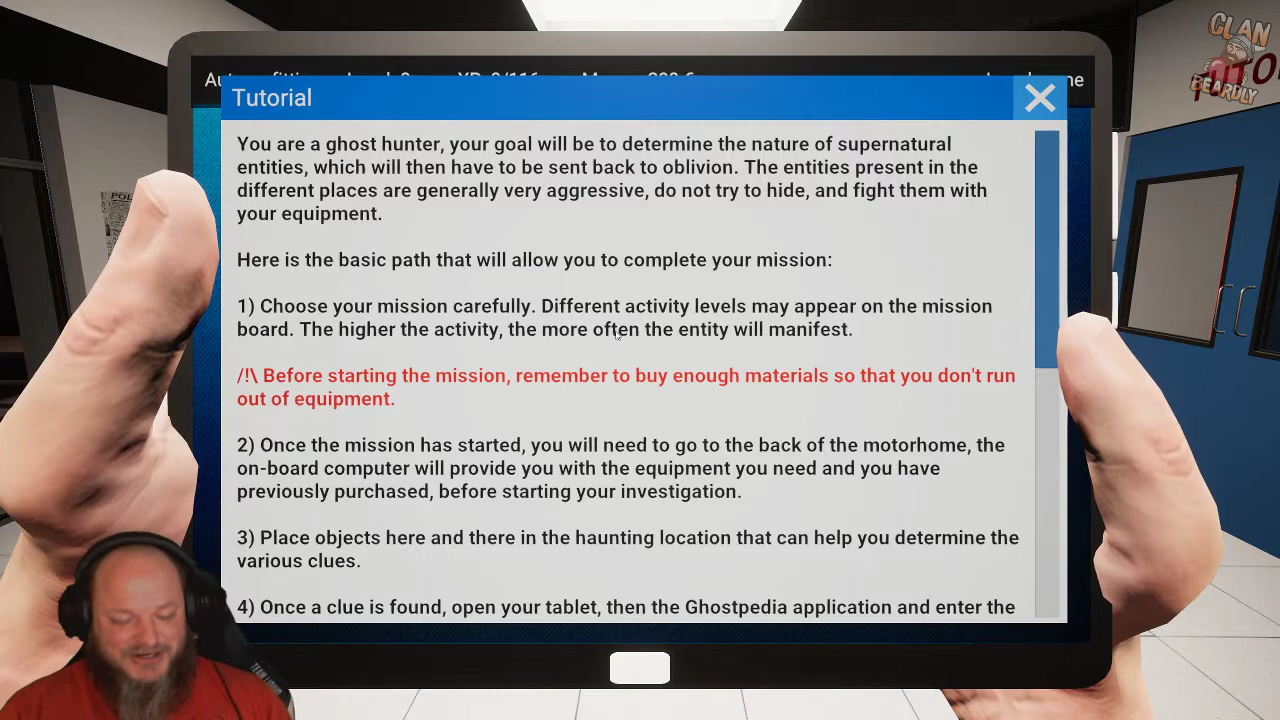 CLAN
BEARDLY
Tutorial
You are a ghost hunter, your goal will be to determine the nature of supernatural
entities, which will then have to be sent back to oblivion. The entities present in the
different places are generally very aggressive, do not try to hide, and fight them with
your equipment.
Here is the basic path that will allow you to complete your mission:
1) Choose your mission carefully. Different activity levels may appear on the mission
board. The higher the activity, the more often the entity will manifest.
/!\ Before starting the mission, remember to buy enough materials so that you don't run
out of equipment.
2) Once the mission has started, you will need to go to the back of the motorhome, the
on-board computer will provide you with the equipment you need and you have
previously purchased, before starting your investigation.
3) Place objects here and there in the haunting location that can help you determine the
various clues.
4) Once a clue is found, open your tablet, then the Ghostpedia application and enter the